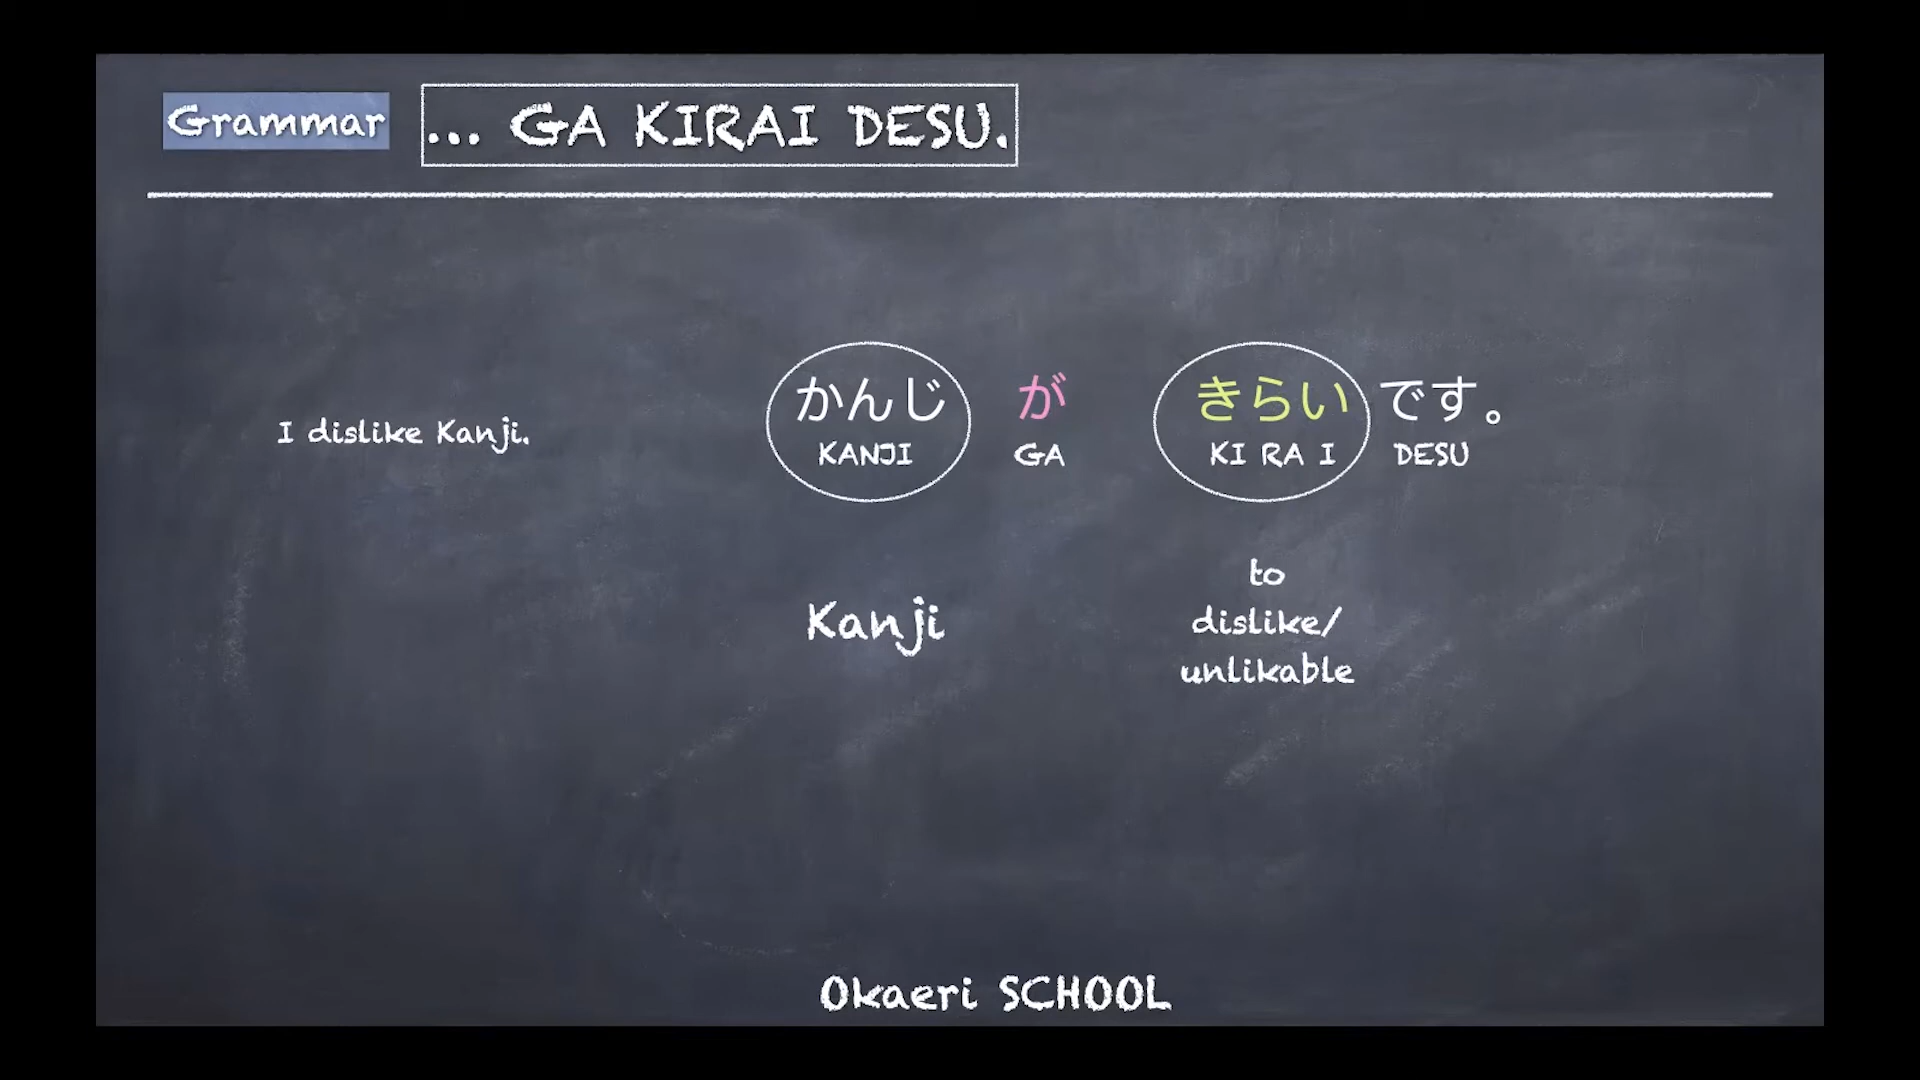 Grammar
... GA KIRAI DESU.
I dislike Kanji.
かんじ が きらい です。
KANJI GA KI RA I DESU
Kanji
to
dislike/
unlikable
Okaeri SCHOOL